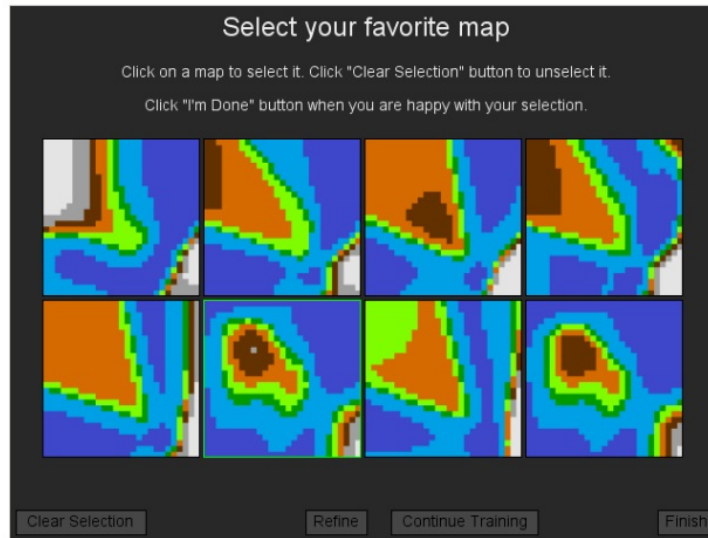 Select your favorite map
Click on a map to select it. Click "Clear Selection" button to unselect it.
Click "I'm Done" button when you are happy with your selection.
Clear Selection
Refine
Continue Training
Finish